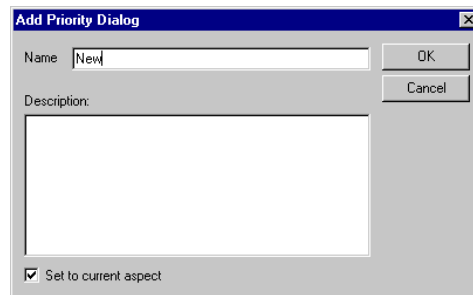 Add Priority Dialog
Name New OK
Cancel
Description:
Set to current aspect